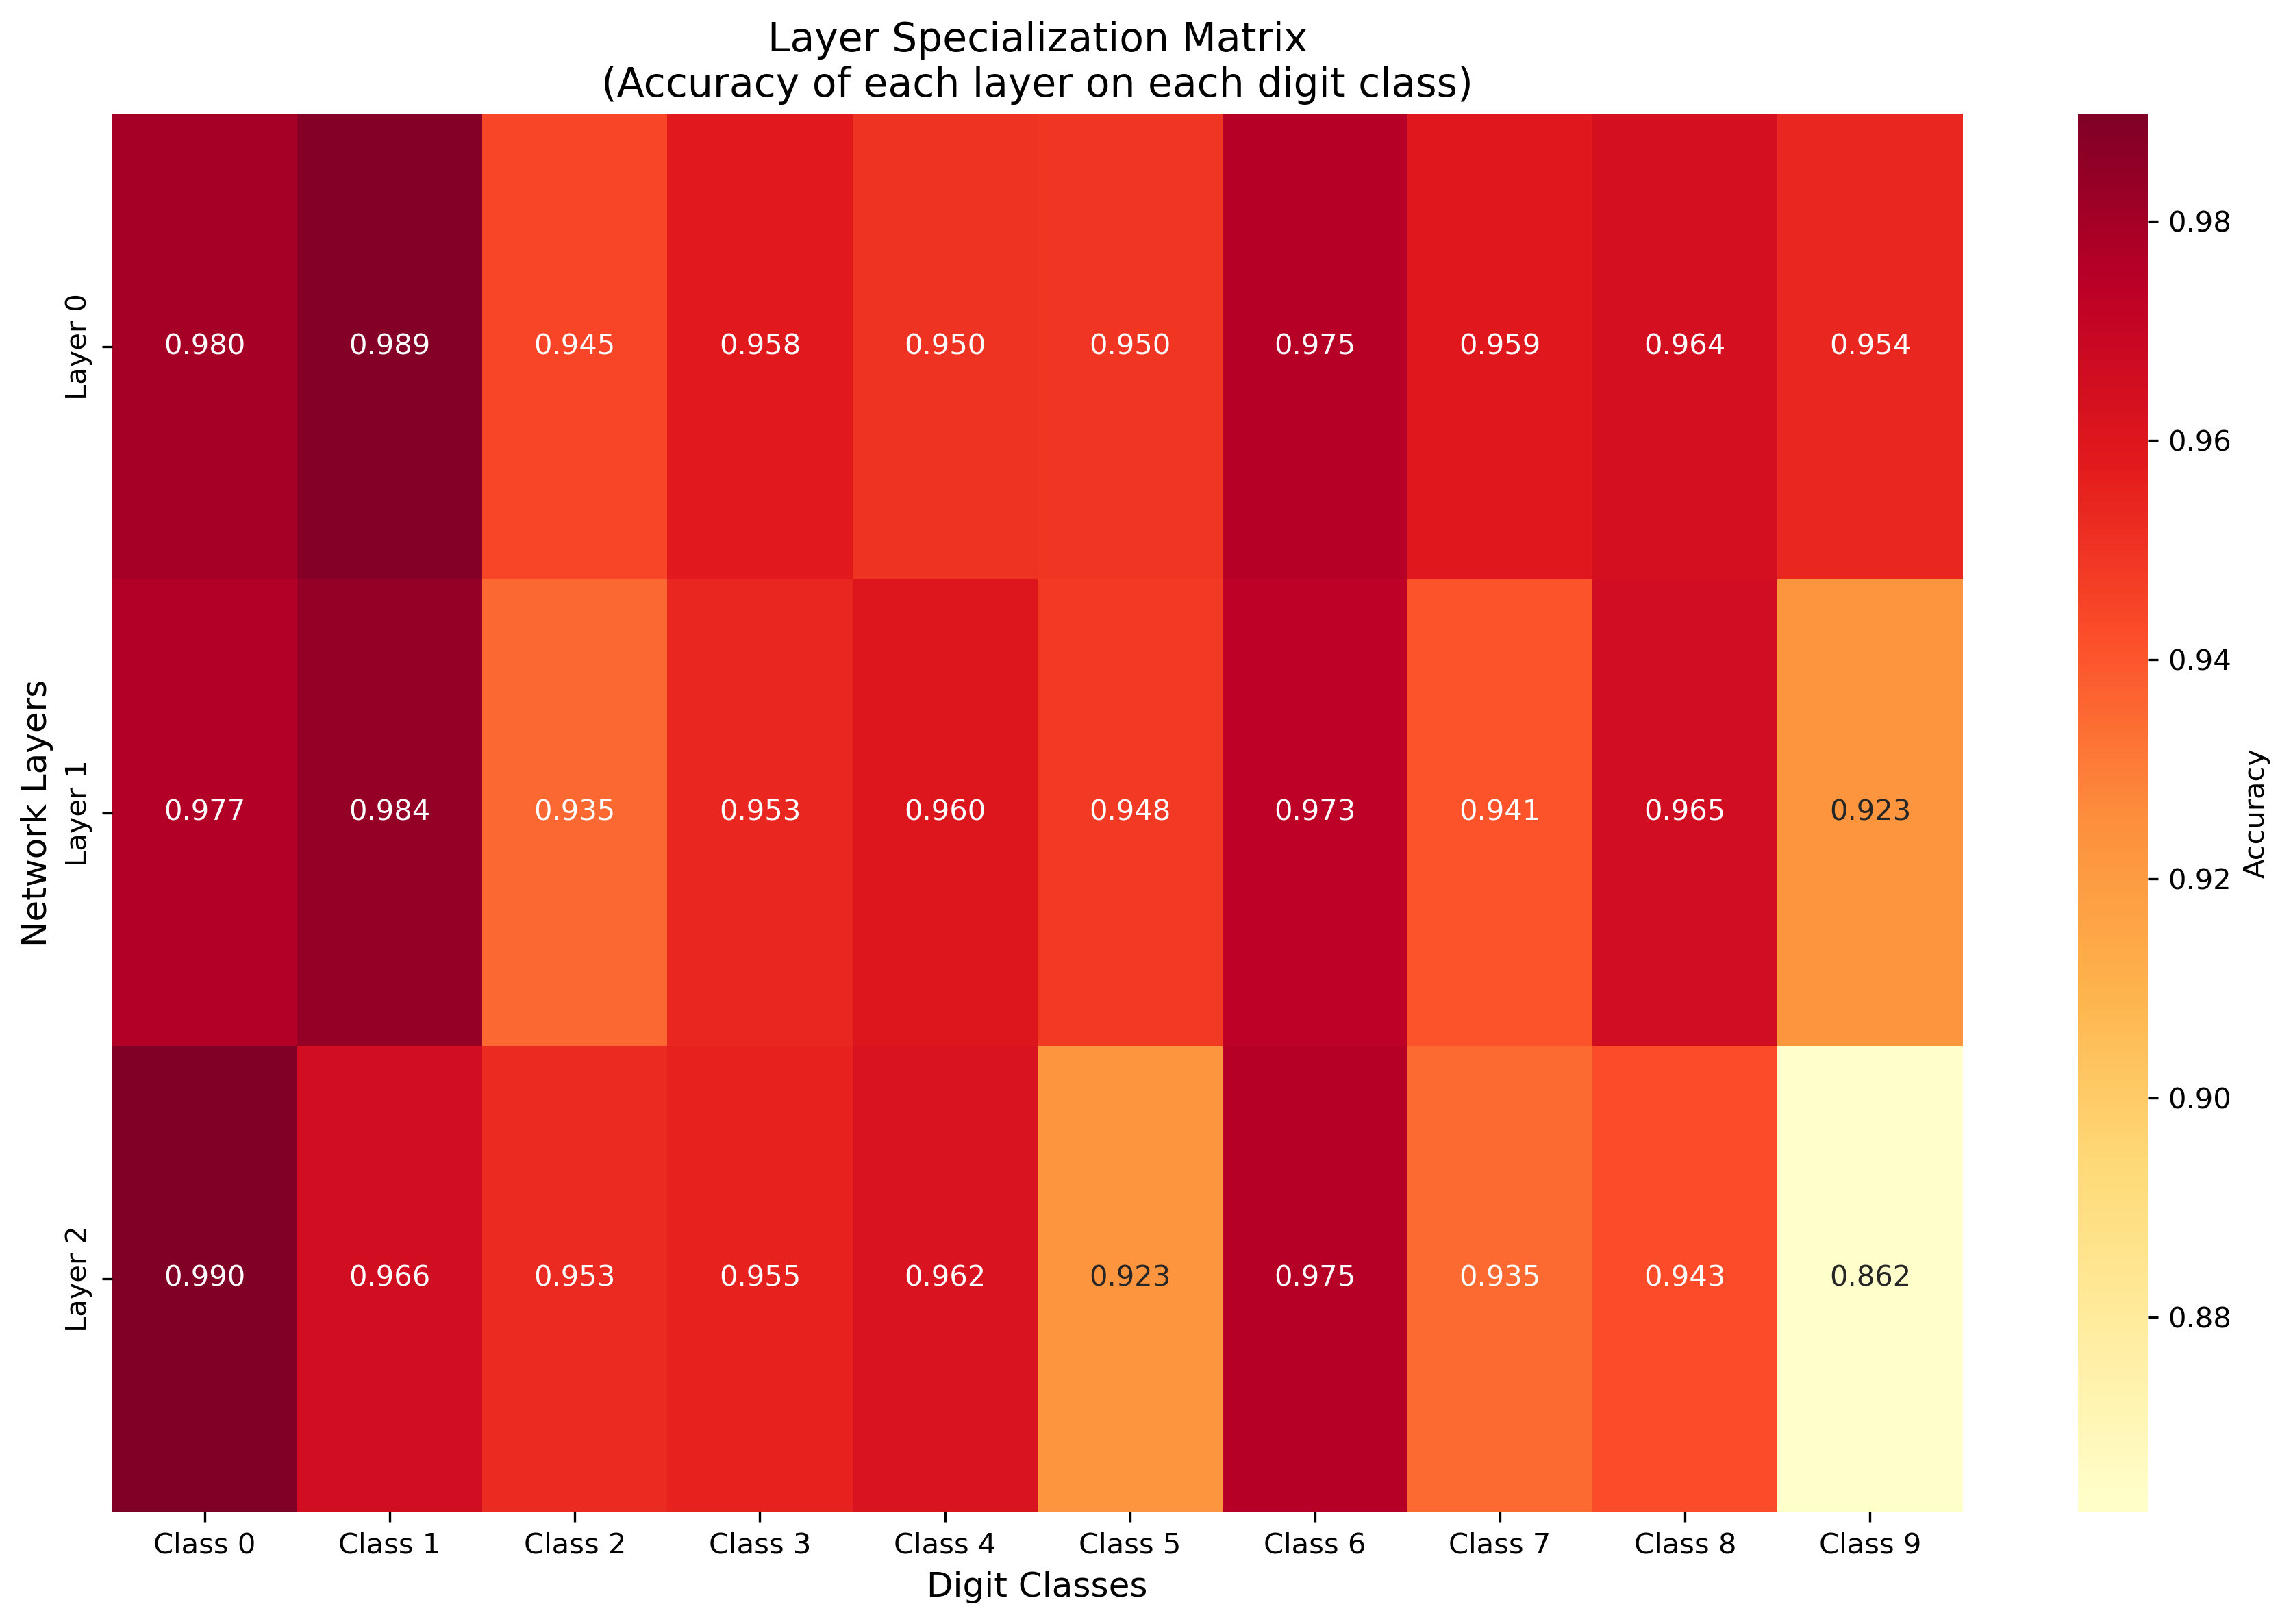 Layer Specialization Matrix
(Accuracy of each layer on each digit class)
Network Layers
Layer 0
0.980 0.989 0.945 0.958 0.950 0.950 0.975 0.959 0.964 0.954
Layer 1
0.977 0.984 0.935 0.953 0.960 0.948 0.973 0.941 0.965 0.923
Layer 2
0.990 0.966 0.953 0.955 0.962 0.923 0.975 0.935 0.943 0.862
Class 0 Class 1 Class 2 Class 3 Class 4 Class 5 Class 6 Class 7 Class 8 Class 9
Digit Classes
0.98
0.96
0.94
0.92
0.90
0.88
Accuracy